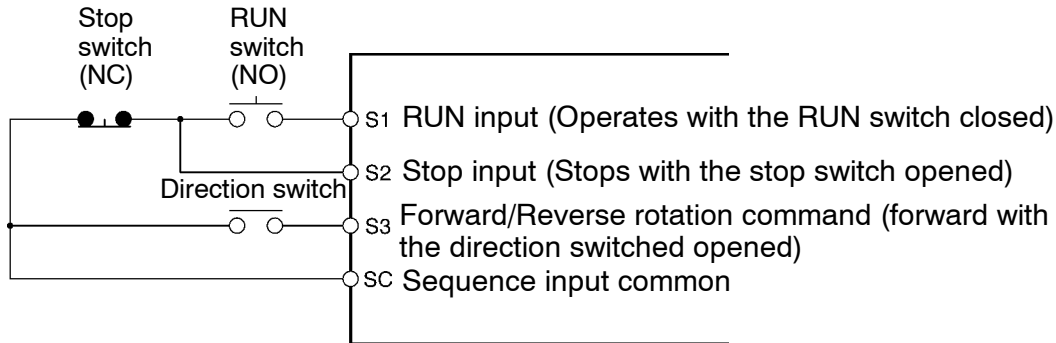 Stop
switch
(NC)
RUN
switch
(NO)
S1 RUN input (Operates with the RUN switch closed)
S2 Stop input (Stops with the stop switch opened)
Direction switch
S3 Forward/Reverse rotation command (forward with
the direction switched opened)
SC Sequence input common